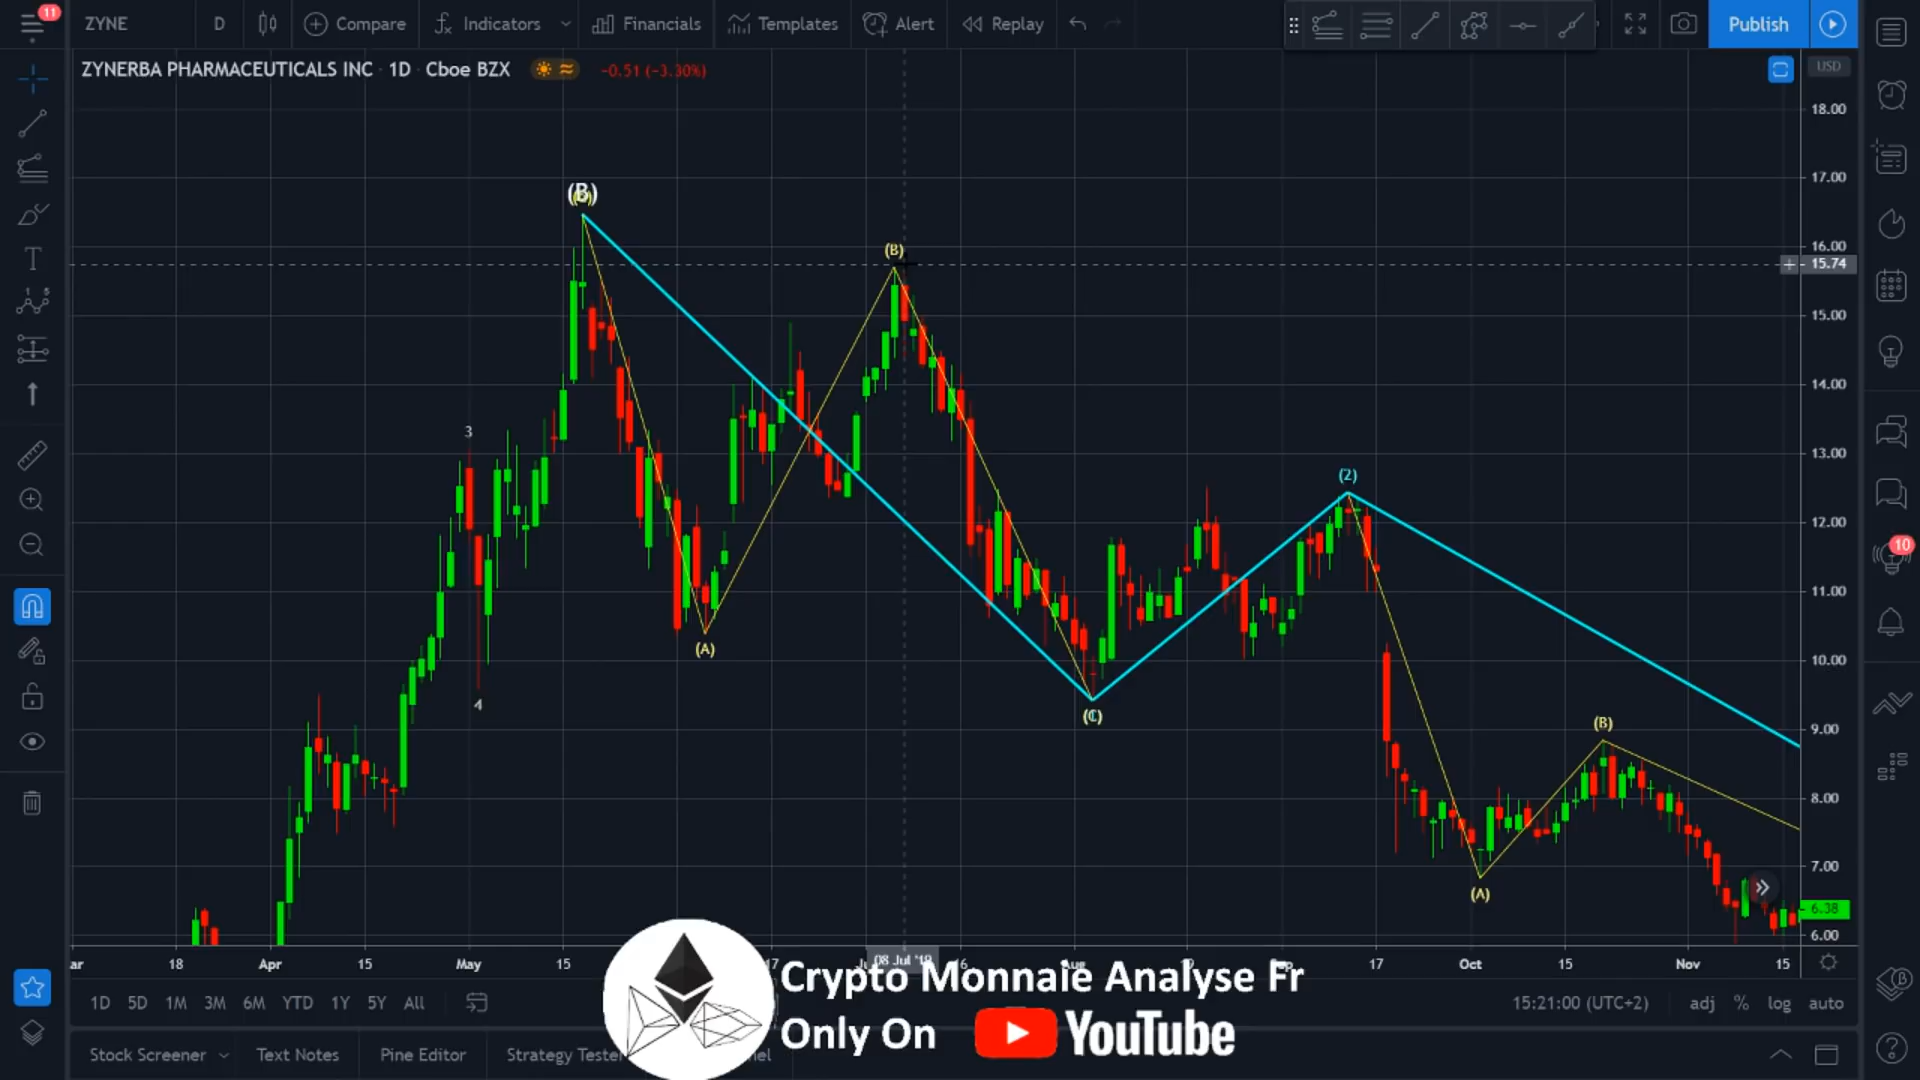 11
ZYNE D Compare Indicators Financials Templates Alert Replay Publish
ZYNERBA PHARMACEUTICALS INC · 1D · Cboe BZX −0.51 (−3.30%)
USD
18.00
17.00
(B)
16.00
(B)
15.74
15.00
14.00
3
13.00
(2)
12.00
11.00
10.00
(A)
4
(C)
9.00
(B)
8.00
7.00
(A)
6.38
6.00
10
18 Apr 15 May 15 08 Jul '19 Aug 17 Oct 15 Nov 15
1D 5D 1M 3M 6M YTD 1Y 5Y All
15:21:00 (UTC+2) adj % log auto
Stock Screener Text Notes Pine Editor Strategy Tester
Crypto Monnaie Analyse Fr
Only On YouTube